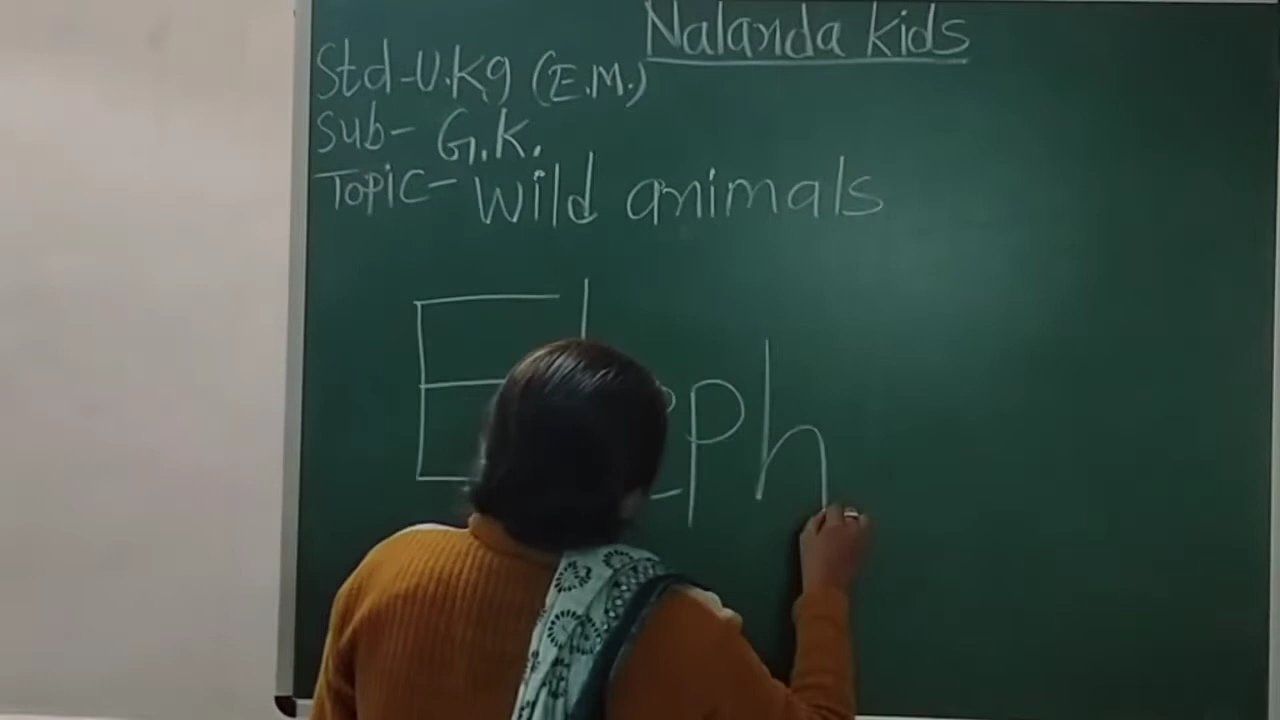 Nalanda kids
Std-U.Kg (E.M.)
Sub- G.K.
Topic- Wild animals